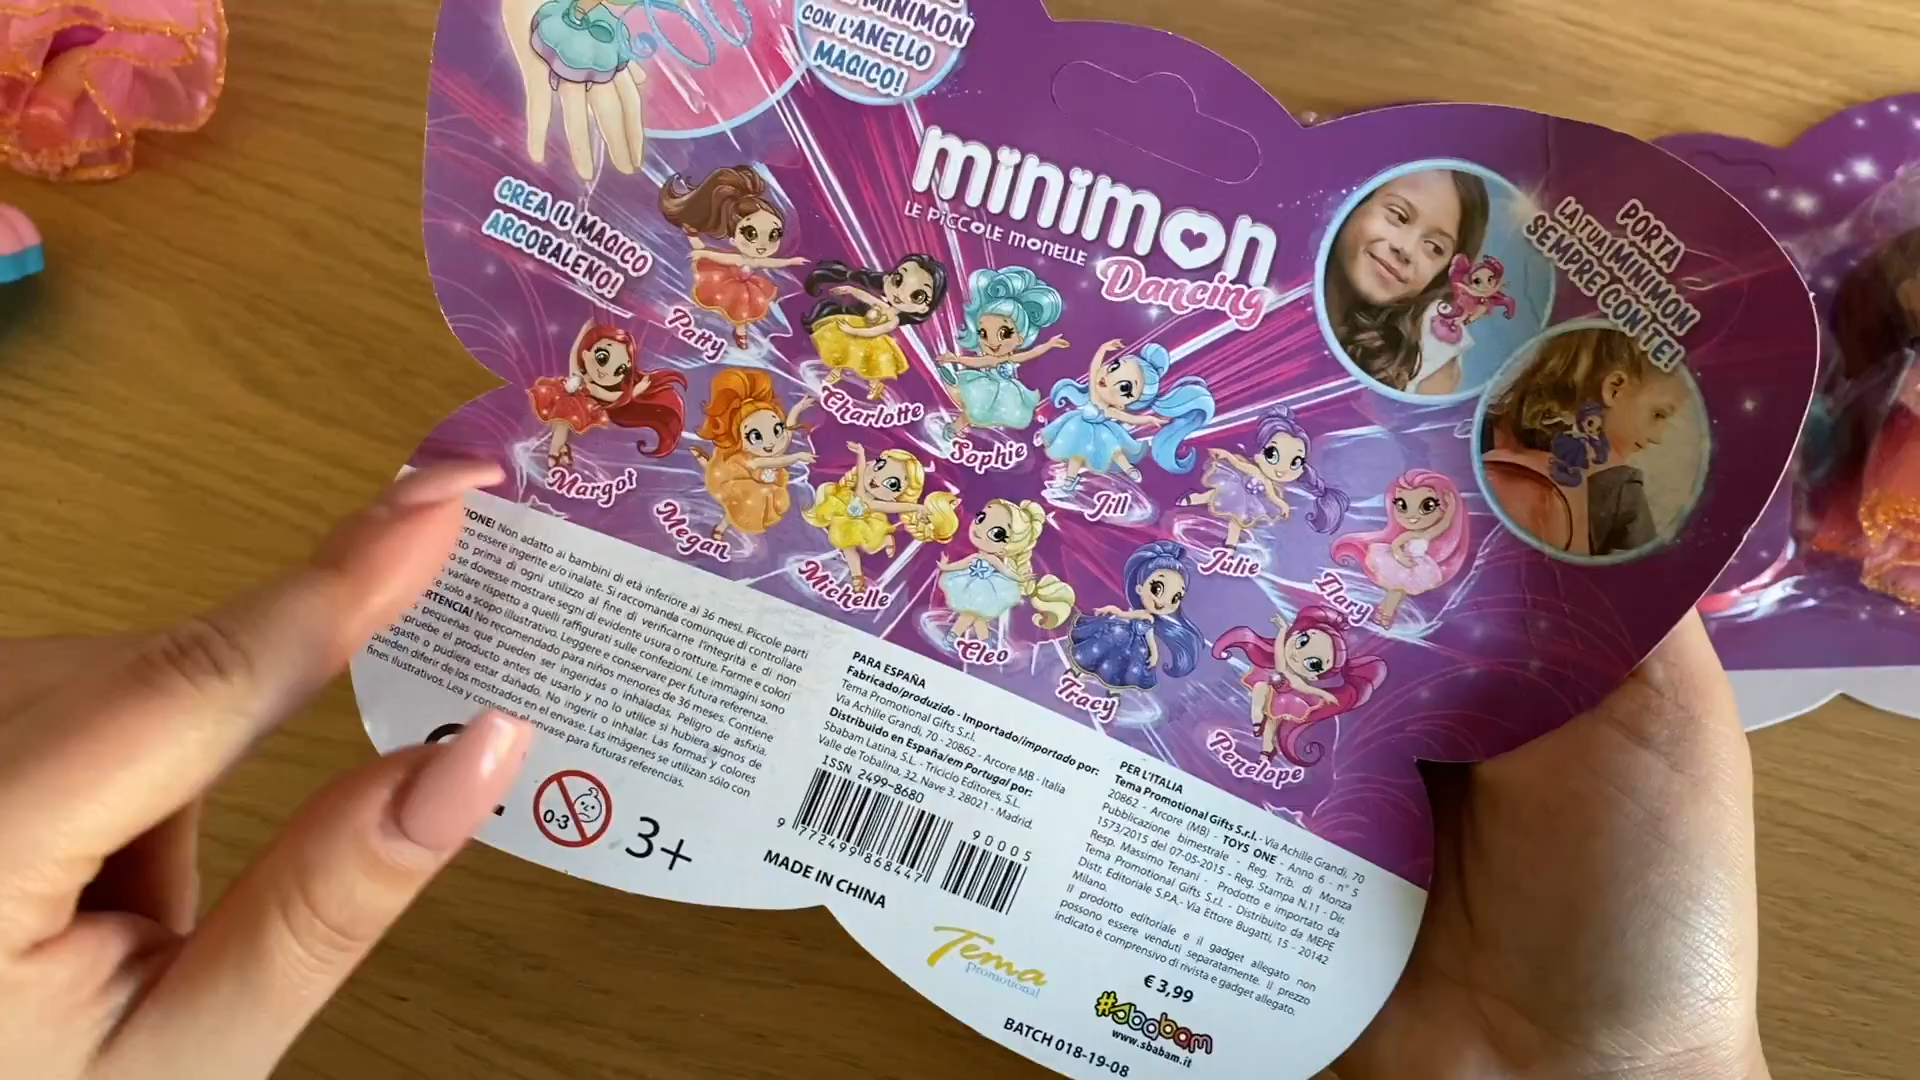 MINIMON
CON L'ANELLO
MAGICO!
CREA IL MAGICO
ARCOBALENO!
minimon
LE PICCOLE MONELLE
Dancing
PORTA
LA TUA MINIMON
SEMPRE CON TE!
Patty
Charlotte
Sophie
Jill
Julie
Ilary
Margot
Megan
Michelle
Cleo
Tracy
Penelope
Non adatto ai bambini di età inferiore ai 36 mesi. Piccole parti
essere ingerite e/o inalate. Si raccomanda comunque di controllare
prima di ogni utilizzo al fine di verificarne l'integrità e di non
se dovesse mostrare segni di evidente usura o rotture. Forme e colori
variare rispetto a quelli raffigurati sulle confezioni. Le immagini sono
solo a scopo illustrativo. Leggere e conservare per futura referenza.
No recomendado para niños menores de 36 meses. Contiene
pequeñas que pueden ser ingeridas o inhaladas. Peligro de asfixia.
el producto antes de usarlo y no lo utilice si hubiera signos de
o pudiera estar dañado. No ingerir o inhalar. Las formas y colores
pueden diferir de los mostrados en el envase. Las imágenes se utilizan sólo con
fines ilustrativos. Lea y conserve el envase para futuras referencias.
0-3
3+
PARA ESPAÑA
Fabricado/produzido - Importado/importado por:
Tema Promotional Gifts S.r.l.
Via Achille Grandi, 70 - 20862 - Arcore MB - Italia
Distribuido en España/em Portugal por:
Sbabam Latina, S.L. - Triciclo Editores, S.L.
Valle de Tobalina, 32. Nave 3. 28021 - Madrid.
ISSN 2499-8680
90005
9 772499 868447
MADE IN CHINA
PER L'ITALIA
Tema Promotional Gifts S.r.l. - Via Achille Grandi, 70
20862 - Arcore (MB) - TOYS ONE - Anno 6 - n° 5
Pubblicazione bimestrale - Reg. Trib. di Monza
1573/2015 del 07-05-2015 - Reg. Stampa N.11 - Dir.
Resp. Massimo Tenani - Prodotto e importato da
Tema Promotional Gifts S.r.l. - Distribuito da MEPE
Distr. Editoriale S.P.A.- Via Ettore Bugatti, 15 - 20142
Milano.
Il prodotto editoriale e il gadget allegato non
possono essere venduti separatamente. Il prezzo
indicato è comprensivo di rivista e gadget allegato.
€ 3,99
Tema
Promotional
#sbabam
www.sbabam.it
BATCH 018-19-08